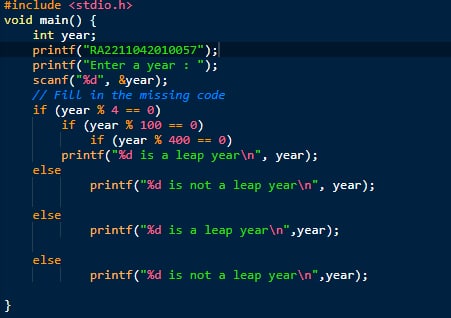 #include <stdio.h>
void main() {
    int year;
    printf("RA2211042010057");
    printf("Enter a year : ");
    scanf("%d", &year);
    // Fill in the missing code
    if (year % 4 == 0)
        if (year % 100 == 0)
            if (year % 400 == 0)
        printf("%d is a leap year\n", year);
    else
            printf("%d is not a leap year\n", year);
    else
            printf("%d is a leap year\n",year);
    else
            printf("%d is not a leap year\n",year);
}